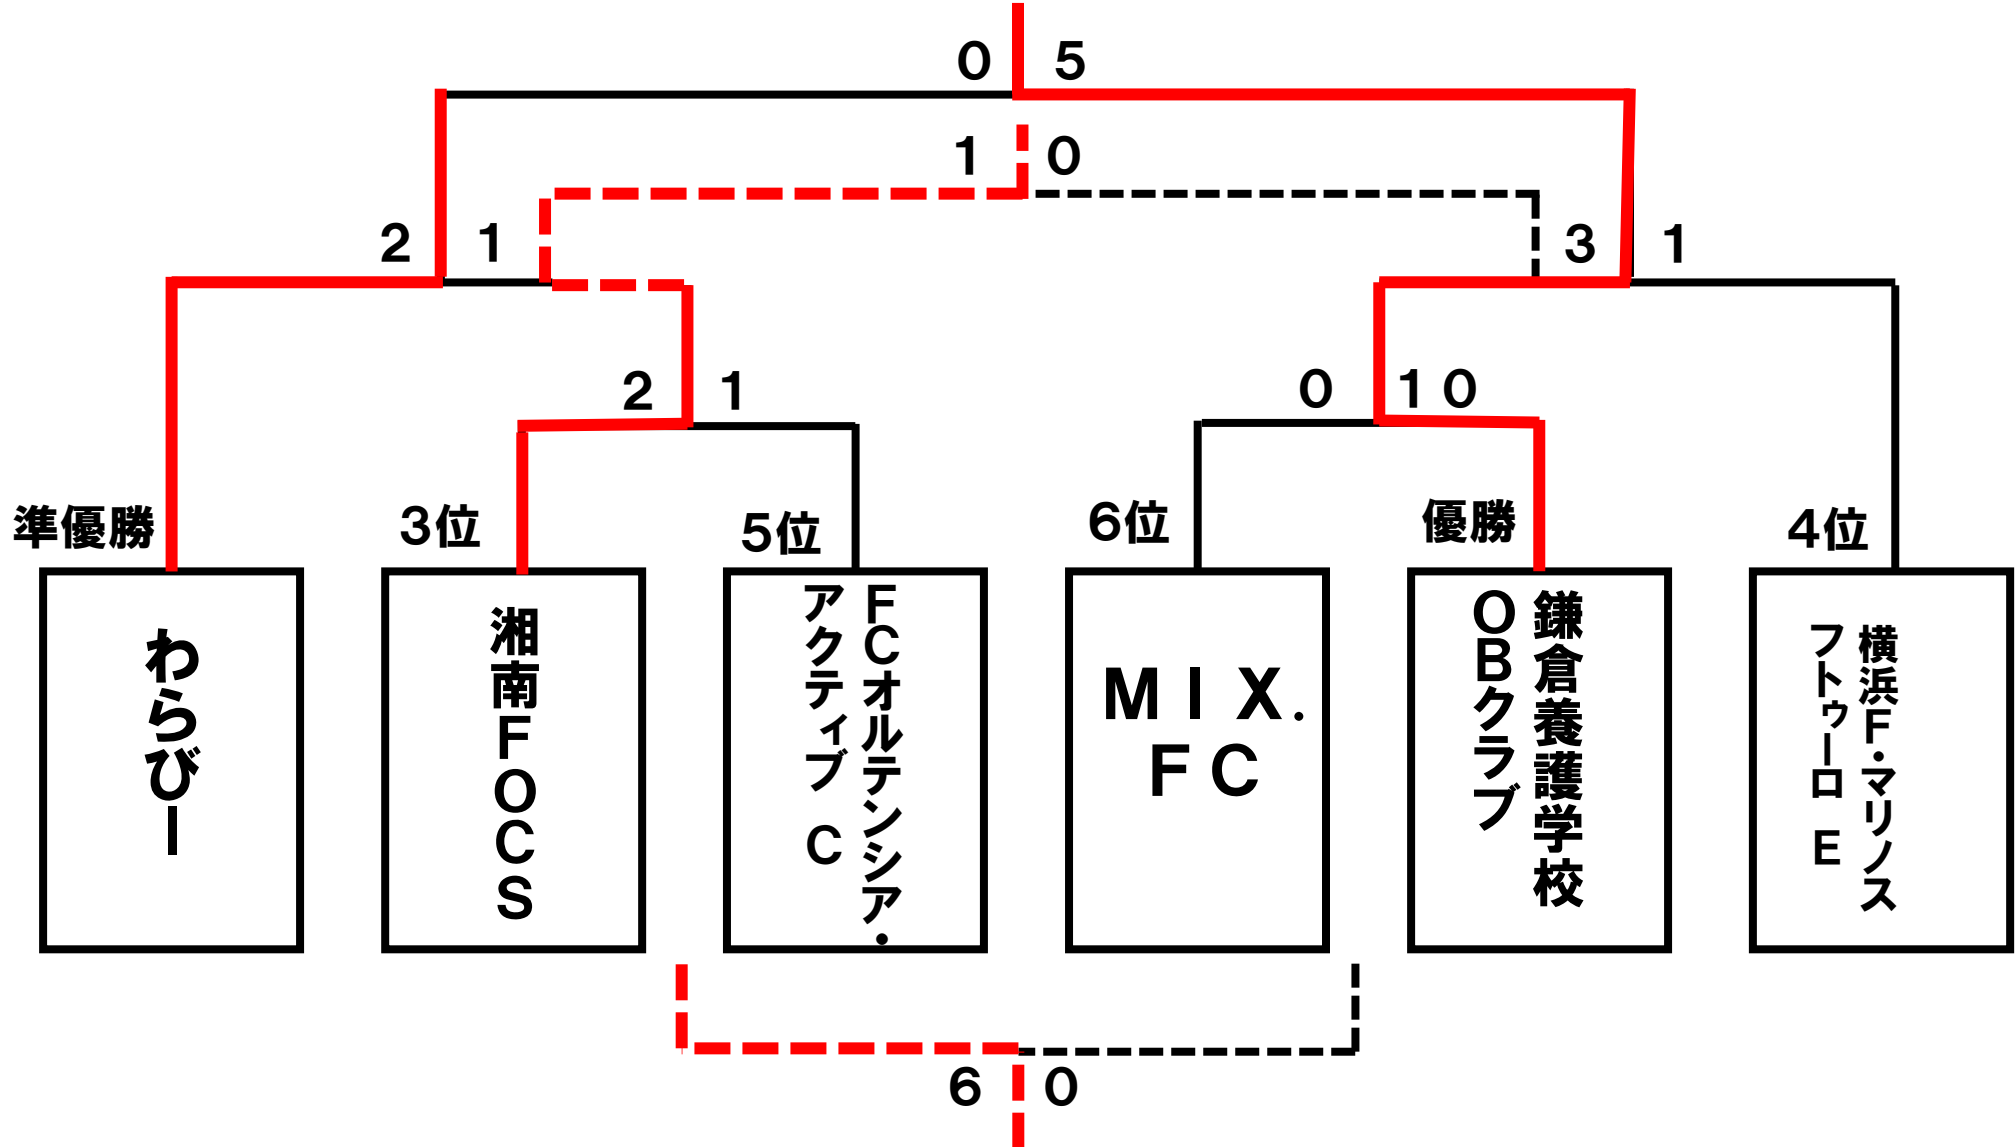 ０ ５
１ ０
２ １
３ １
２ １
０ １０
準優勝
３位
５位
６位
優勝
４位
わらびー
湘南ＦＯＣＳ
ＦＣオルテンシア・
アクティブ Ｃ
ＭＩＸ.
ＦＣ
鎌倉養護学校
ＯＢクラブ
横浜Ｆ・マリノス
フトゥーロ Ｅ
６ ０